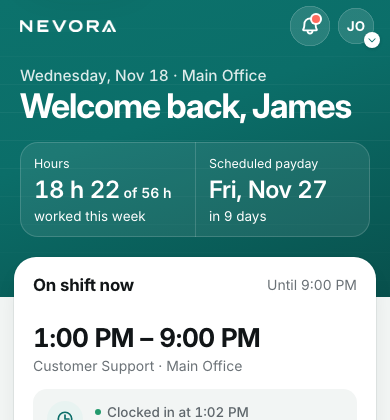 NEVORA
JO
Wednesday, Nov 18 · Main Office
Welcome back, James
Hours
18 h 22 of 56 h
worked this week
Scheduled payday
Fri, Nov 27
in 9 days
On shift now
Until 9:00 PM
1:00 PM – 9:00 PM
Customer Support · Main Office
Clocked in at 1:02 PM